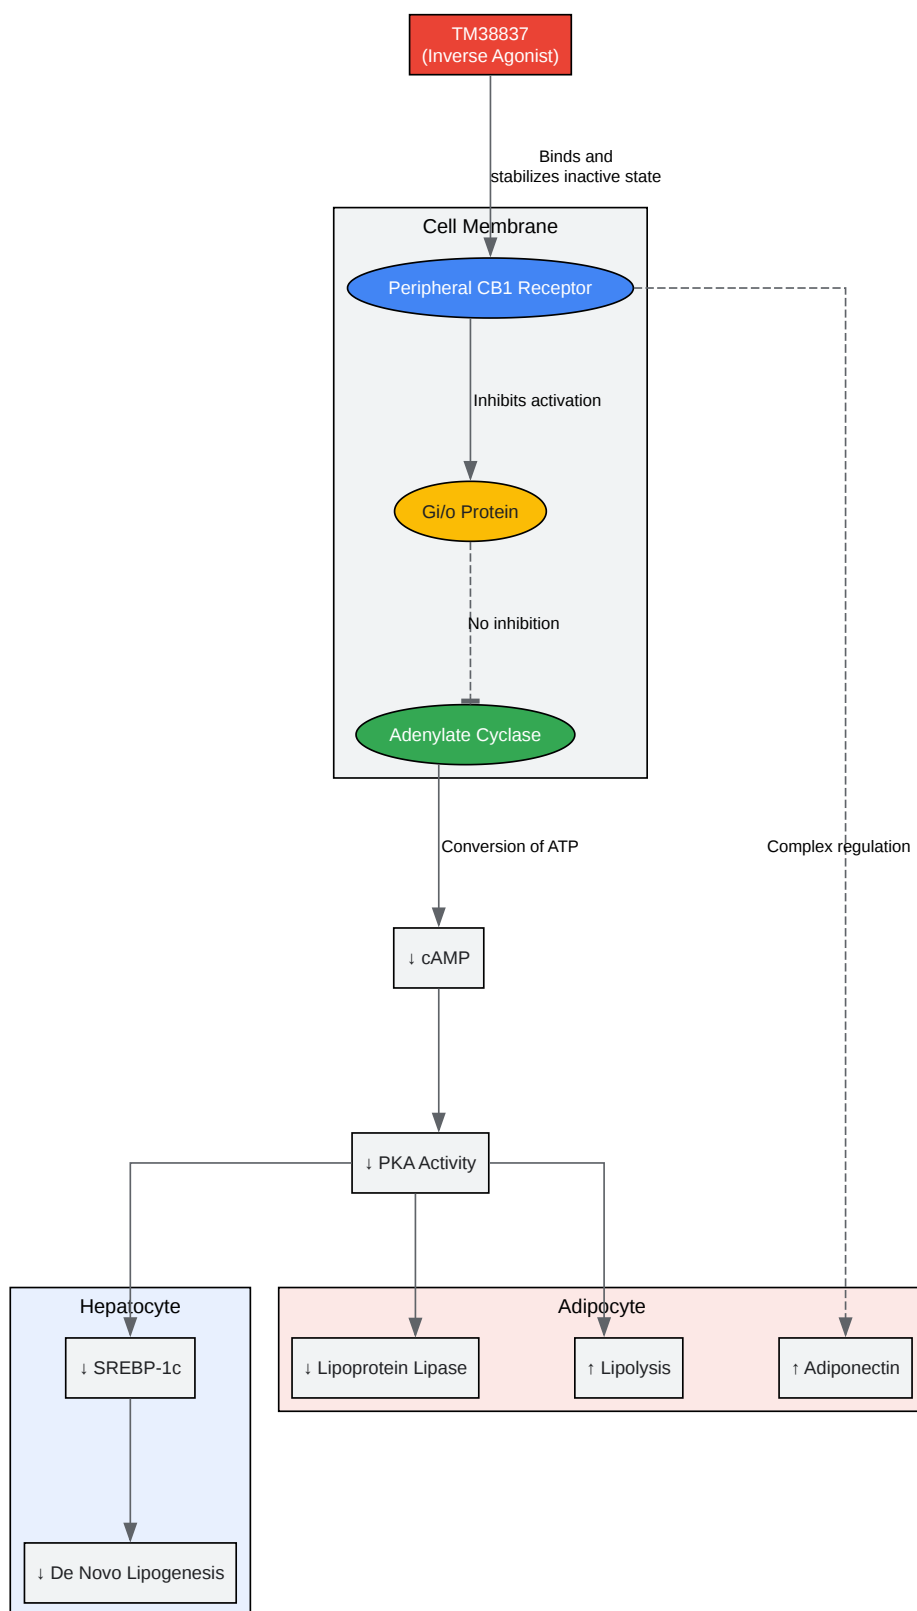 TM38837
(Inverse Agonist)
Binds and
stabilizes inactive state
Cell Membrane
Peripheral CB1 Receptor
Inhibits activation
Gi/o Protein
No inhibition
Adenylate Cyclase
Conversion of ATP
Complex regulation
↓ cAMP
↓ PKA Activity
Hepatocyte
Adipocyte
↓ SREBP-1c
↓ Lipoprotein Lipase
↑ Lipolysis
↑ Adiponectin
↓ De Novo Lipogenesis